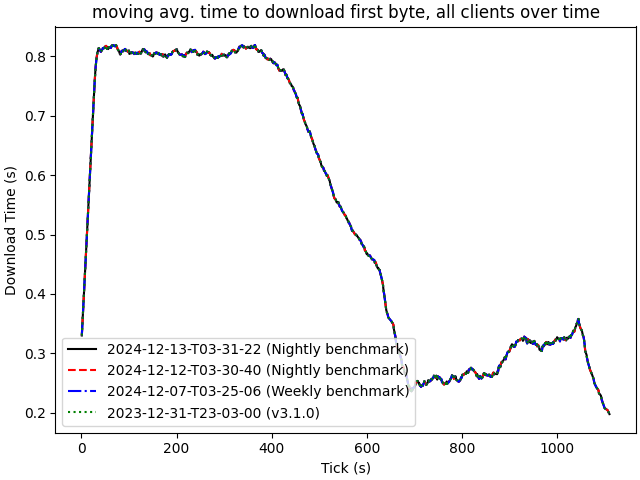 moving avg. time to download first byte, all clients over time
Download Time (s)
0.8
0.7
0.6
0.5
0.4
0.3
0.2
2024-12-13-T03-31-22 (Nightly benchmark)
2024-12-12-T03-30-40 (Nightly benchmark)
2024-12-07-T03-25-06 (Weekly benchmark)
2023-12-31-T23-03-00 (v3.1.0)
0 200 400 600 800 1000
Tick (s)